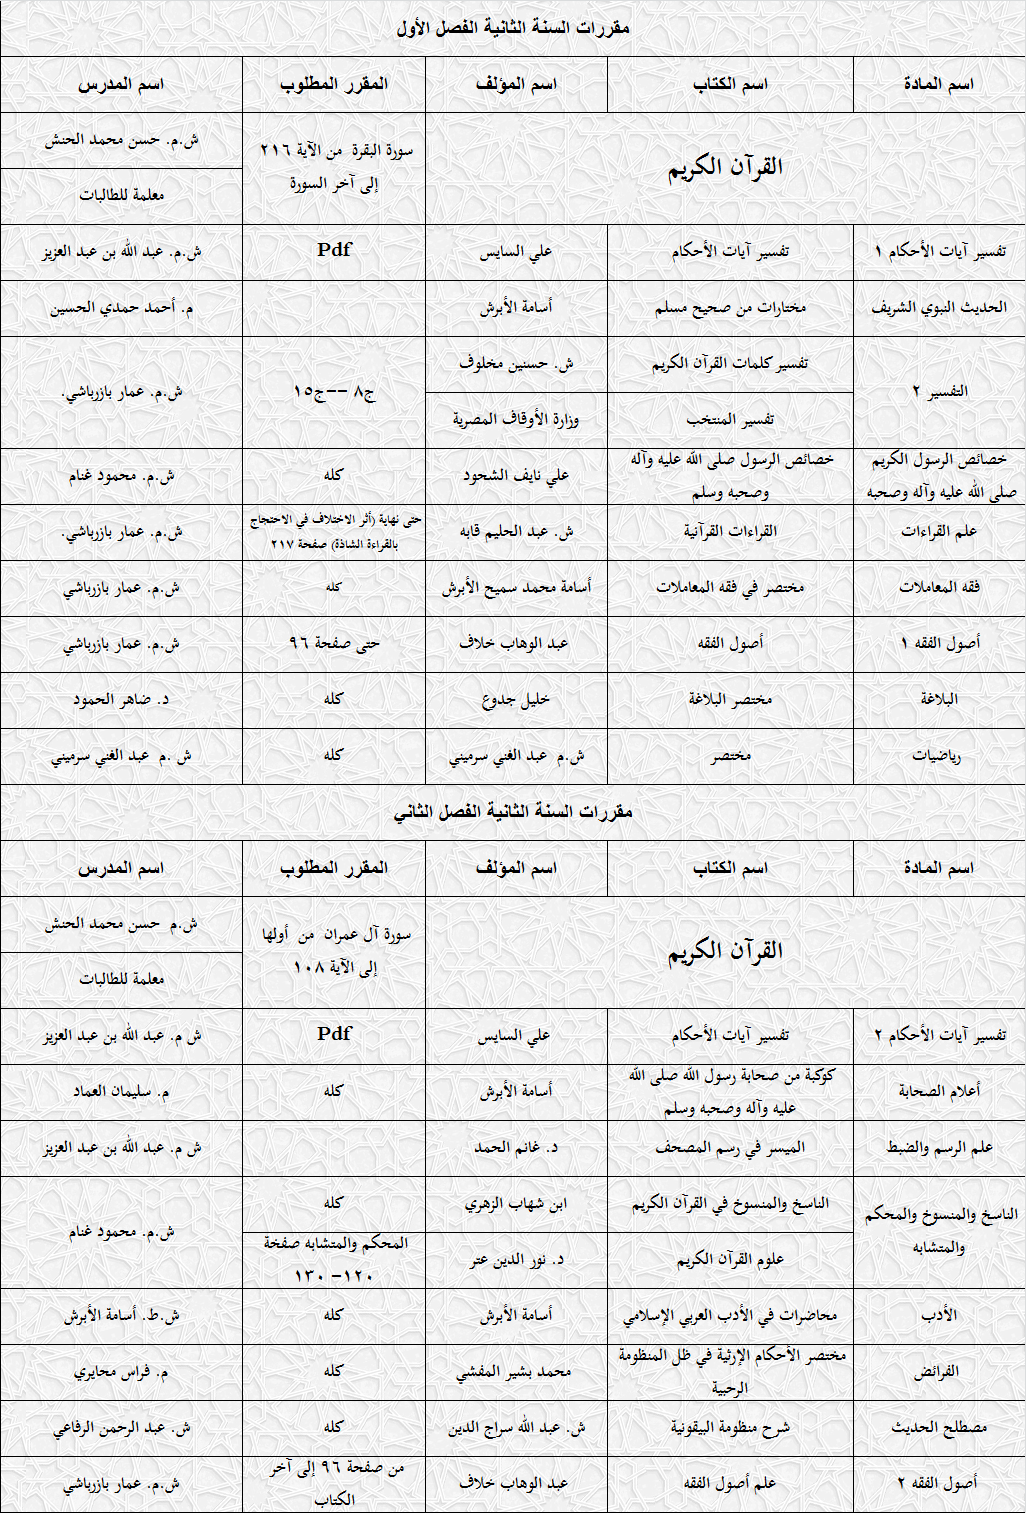 مقررات السنة الثانية الفصل الأول
اسم المادة اسم الكتاب اسم المؤلف المقرر المطلوب اسم المدرس
القرآن الكريم
سورة البقرة من الآية ٢١٦
إلى آخر السورة
ش.م. حسن محمد الحنش
معلمة للطالبات
تفسير آيات الأحكام ١ تفسير آيات الأحكام علي السايس Pdf ش.م. عبد الله بن عبد العزيز
الحديث النبوي الشريف مختارات من صحيح مسلم أسامة الأبرش م. أحمد حمدي الحسين
التفسير ٢
تفسير كلمات القرآن الكريم ش. حسنين مخلوف
تفسير المنتخب وزارة الأوقاف المصرية
ج٨ --ج١٥ ش.م. عمار بازرباشي.
خصائص الرسول الكريم
صلى الله عليه وآله وصحبه
خصائص الرسول صلى الله عليه وآله
وصحبه وسلم
علي نايف الشحود كله ش.م. محمود غنام
علم القراءات القراءات القرآنية ش. عبد الحليم قابه
حتى نهاية (أثر الاختلاف في الاحتجاج
بالقراءة الشاذة) صفحة ٢١٧
ش.م. عمار بازرباشي.
فقه المعاملات مختصر في فقه المعاملات أسامة محمد سميح الأبرش كله ش.م. عمار بازرباشي
أصول الفقه ١ أصول الفقه عبد الوهاب خلاف حتى صفحة ٩٦ ش.م. عمار بازرباشي
البلاغة مختصر البلاغة خليل جدوع كله د. ضاهر الحمود
رياضيات مختصر ش.م عبد الغني سرميني كله ش .م عبد الغني سرميني
مقررات السنة الثانية الفصل الثاني
اسم المادة اسم الكتاب اسم المؤلف المقرر المطلوب اسم المدرس
القرآن الكريم
سورة آل عمران من أولها
إلى الآية ١٠٨
ش.م حسن محمد الحنش
معلمة للطالبات
تفسير آيات الأحكام ٢ تفسير آيات الأحكام علي السايس Pdf ش م. عبد الله بن عبد العزيز
أعلام الصحابة
كوكبة من صحابة رسول الله صلى الله
عليه وآله وصحبه وسلم
أسامة الأبرش كله م. سليمان العماد
علم الرسم والضبط الميسر في رسم المصحف د. غانم الحمد ش م. عبد الله بن عبد العزيز
الناسخ والمنسوخ والمحكم
والمتشابه
الناسخ والمنسوخ في القرآن الكريم ابن شهاب الزهري كله
علوم القرآن الكريم د. نور الدين عتر
المحكم والمتشابه صفخة
١٢٠- ١٣٠
ش.م. محمود غنام
الأدب محاضرات في الأدب العربي الإسلامي أسامة الأبرش كله ش.ط. أسامة الأبرش
الفرائض
مختصر الأحكام الإرثية في ظل المنظومة
الرحبية
محمد بشير المفشي كله م. فراس محايري
مصطلح الحديث شرح منظومة البيقونية ش. عبد الله سراج الدين كله ش. عبد الرحمن الرفاعي
أصول الفقه ٢ علم أصول الفقه عبد الوهاب خلاف
من صفحة ٩٦ إلى آخر
الكتاب
ش.م. عمار بازرباشي